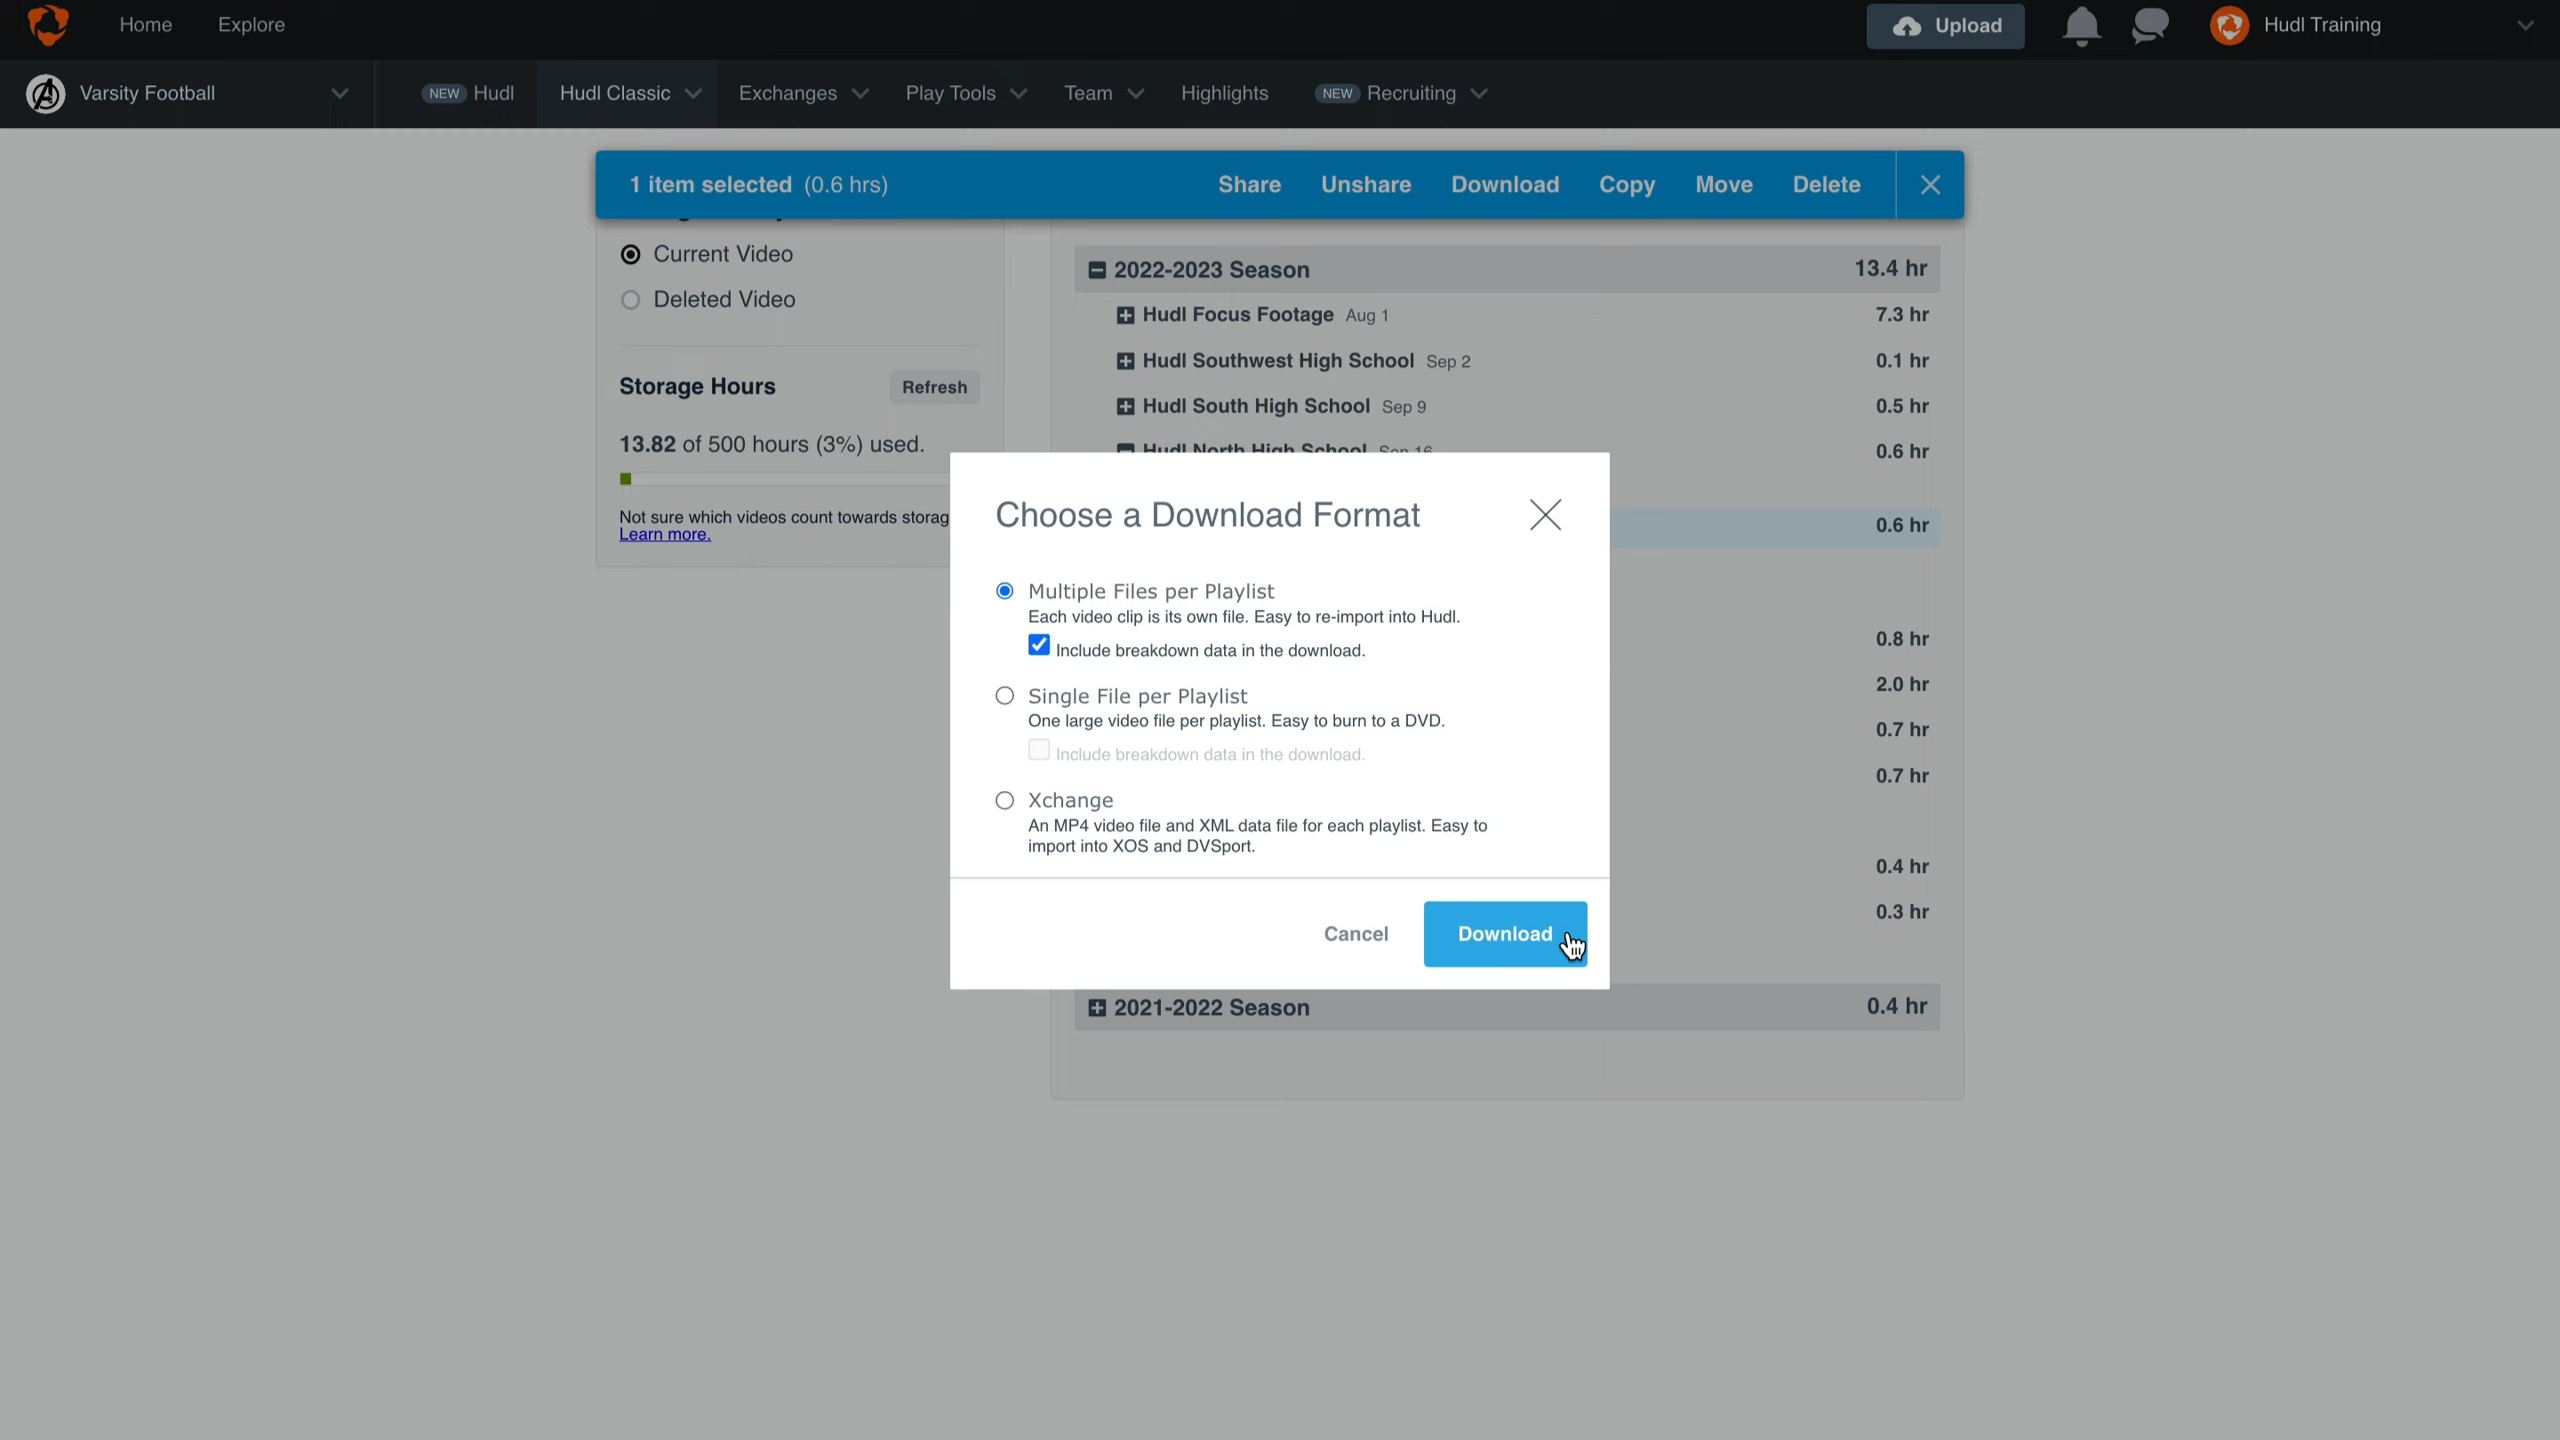 Home Explore Upload Hudl Training
Varsity Football NEW Hudl Hudl Classic Exchanges Play Tools Team Highlights NEW Recruiting
1 item selected (0.6 hrs) Share Unshare Download Copy Move Delete
Current Video
Deleted Video
Storage Hours Refresh
13.82 of 500 hours (3%) used.
Not sure which videos count towards storag
Learn more.
2022-2023 Season 13.4 hr
Hudl Focus Footage Aug 1 7.3 hr
Hudl Southwest High School Sep 2 0.1 hr
Hudl South High School Sep 9 0.5 hr
Hudl North High School Sep 16 0.6 hr
0.6 hr
0.8 hr
2.0 hr
0.7 hr
0.7 hr
0.4 hr
0.3 hr
2021-2022 Season 0.4 hr
Choose a Download Format
Multiple Files per Playlist
Each video clip is its own file. Easy to re-import into Hudl.
Include breakdown data in the download.
Single File per Playlist
One large video file per playlist. Easy to burn to a DVD.
Include breakdown data in the download.
Xchange
An MP4 video file and XML data file for each playlist. Easy to
import into XOS and DVSport.
Cancel Download